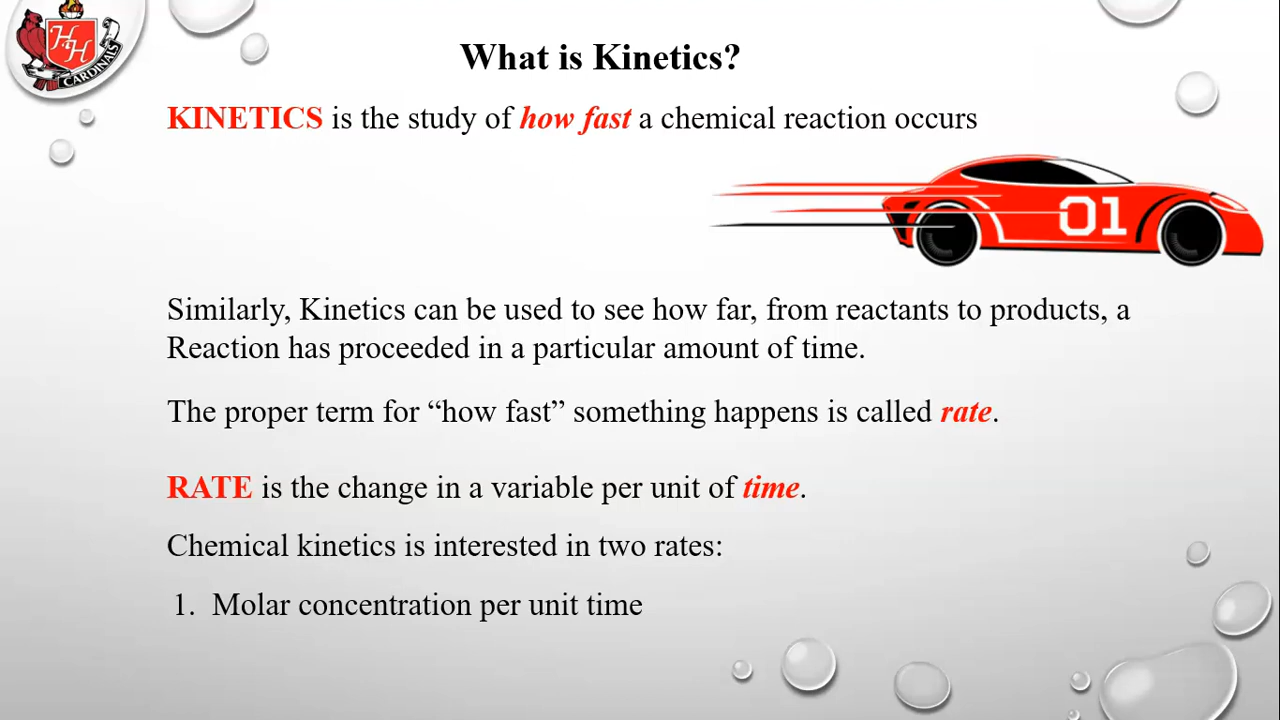 HH
CARDINALS
What is Kinetics?
KINETICS is the study of how fast a chemical reaction occurs
01
Similarly, Kinetics can be used to see how far, from reactants to products, a
Reaction has proceeded in a particular amount of time.
The proper term for “how fast” something happens is called rate.
RATE is the change in a variable per unit of time.
Chemical kinetics is interested in two rates:
1. Molar concentration per unit time